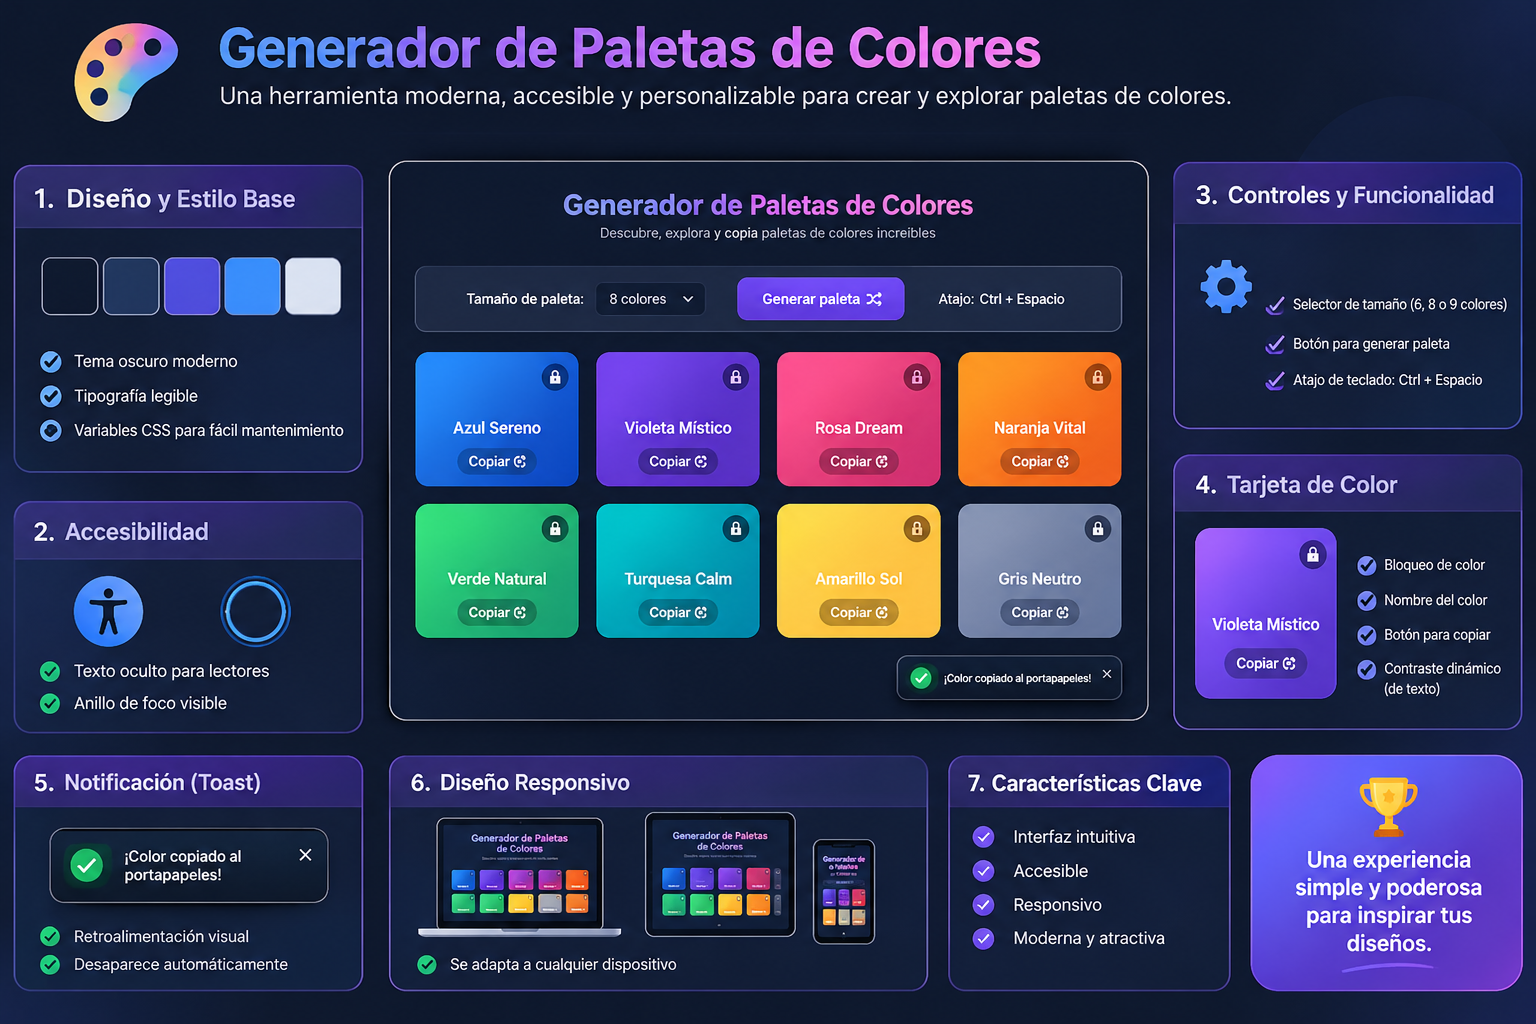 Generador de Paletas de Colores
Una herramienta moderna, accesible y personalizable para crear y explorar paletas de colores.
1. Diseño y Estilo Base
Tema oscuro moderno
Tipografía legible
Variables CSS para fácil mantenimiento
2. Accesibilidad
Texto oculto para lectores
Anillo de foco visible
Generador de Paletas de Colores
Descubre, explora y copia paletas de colores increibles
Tamaño de paleta: 8 colores Generar paleta Atajo: Ctrl + Espacio
Azul Sereno
Copiar
Violeta Místico
Copiar
Rosa Dream
Copiar
Naranja Vital
Copiar
Verde Natural
Copiar
Turquesa Calm
Copiar
Amarillo Sol
Copiar
Gris Neutro
Copiar
¡Color copiado al portapapeles!
3. Controles y Funcionalidad
Selector de tamaño (6, 8 o 9 colores)
Botón para generar paleta
Atajo de teclado: Ctrl + Espacio
4. Tarjeta de Color
Violeta Místico
Copiar
Bloqueo de color
Nombre del color
Botón para copiar
Contraste dinámico
(de texto)
5. Notificación (Toast)
¡Color copiado al
portapapeles!
Retroalimentación visual
Desaparece automáticamente
6. Diseño Responsivo
Generador de Paletas
de Colores
Generador de Paletas
de Colores
Generador de
Se adapta a cualquier dispositivo
7. Características Clave
Interfaz intuitiva
Accesible
Responsivo
Moderna y atractiva
Una experiencia
simple y poderosa
para inspirar tus
diseños.